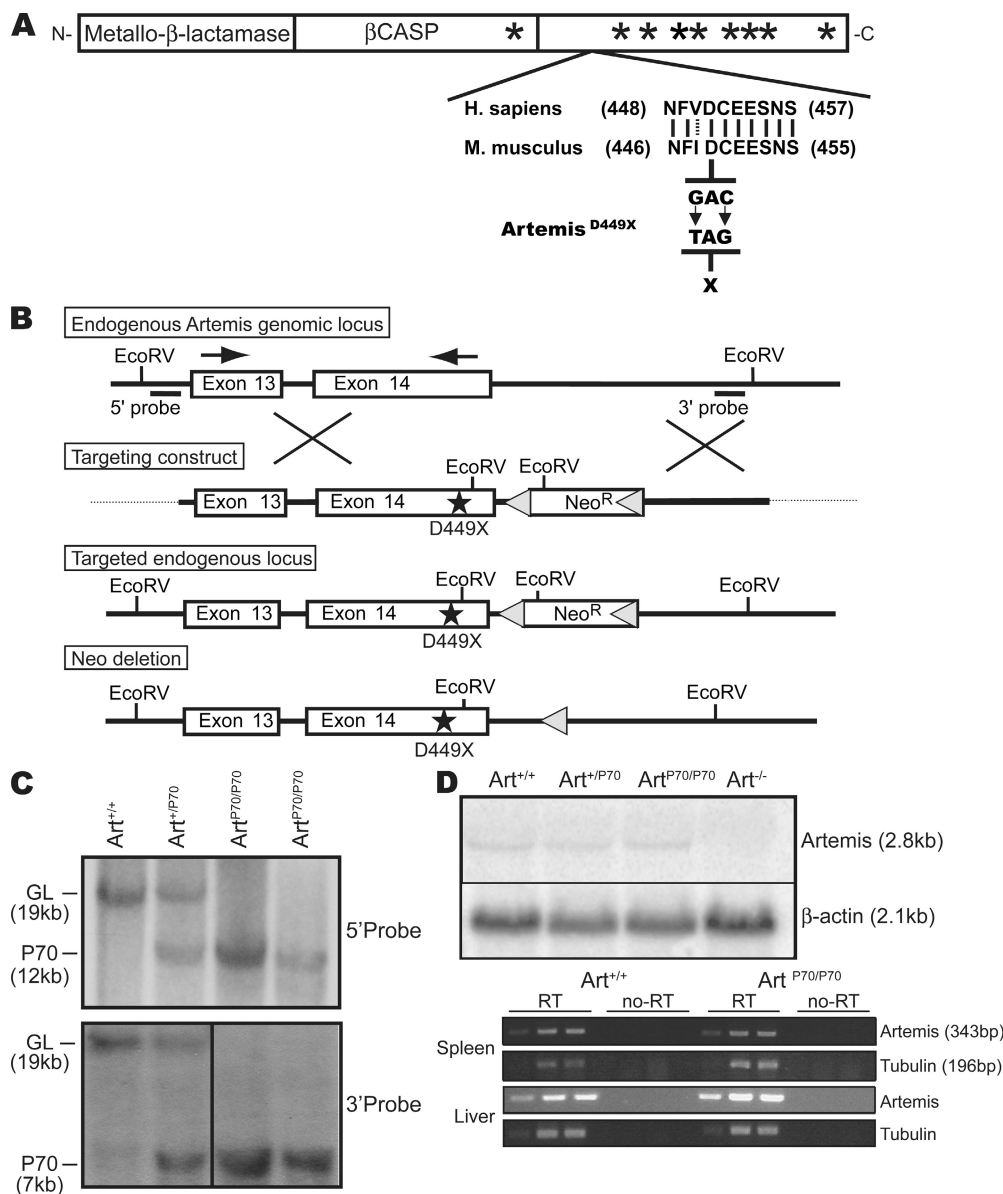 A
N- Metallo-β-lactamase βCASP * * * * * * * * * -C
H. sapiens (448) NFVDCEESNS (457)
M. musculus (446) NFIDCEESNS (455)
GAC
Artemis D449X
TAG
X
B
Endogenous Artemis genomic locus
EcoRV EcoRV
Exon 13 Exon 14
5' probe 3' probe
Targeting construct
EcoRV EcoRV
Exon 13 Exon 14 NeoR
D449X
Targeted endogenous locus
EcoRV EcoRV EcoRV EcoRV
Exon 13 Exon 14 NeoR
D449X
Neo deletion
EcoRV EcoRV EcoRV
Exon 13 Exon 14
D449X
C
Art+/+ Art+/P70 ArtP70/P70 ArtP70/P70
GL
(19kb)
5'Probe
P70
(12kb)
GL
(19kb)
3'Probe
P70
(7kb)
D
Art+/+ Art+/P70 ArtP70/P70 Art-/-
Artemis (2.8kb)
β-actin (2.1kb)
Art+/+ Art P70/P70
RT no-RT RT no-RT
Spleen
Artemis (343bp)
Tubulin (196bp)
Liver
Artemis
Tubulin